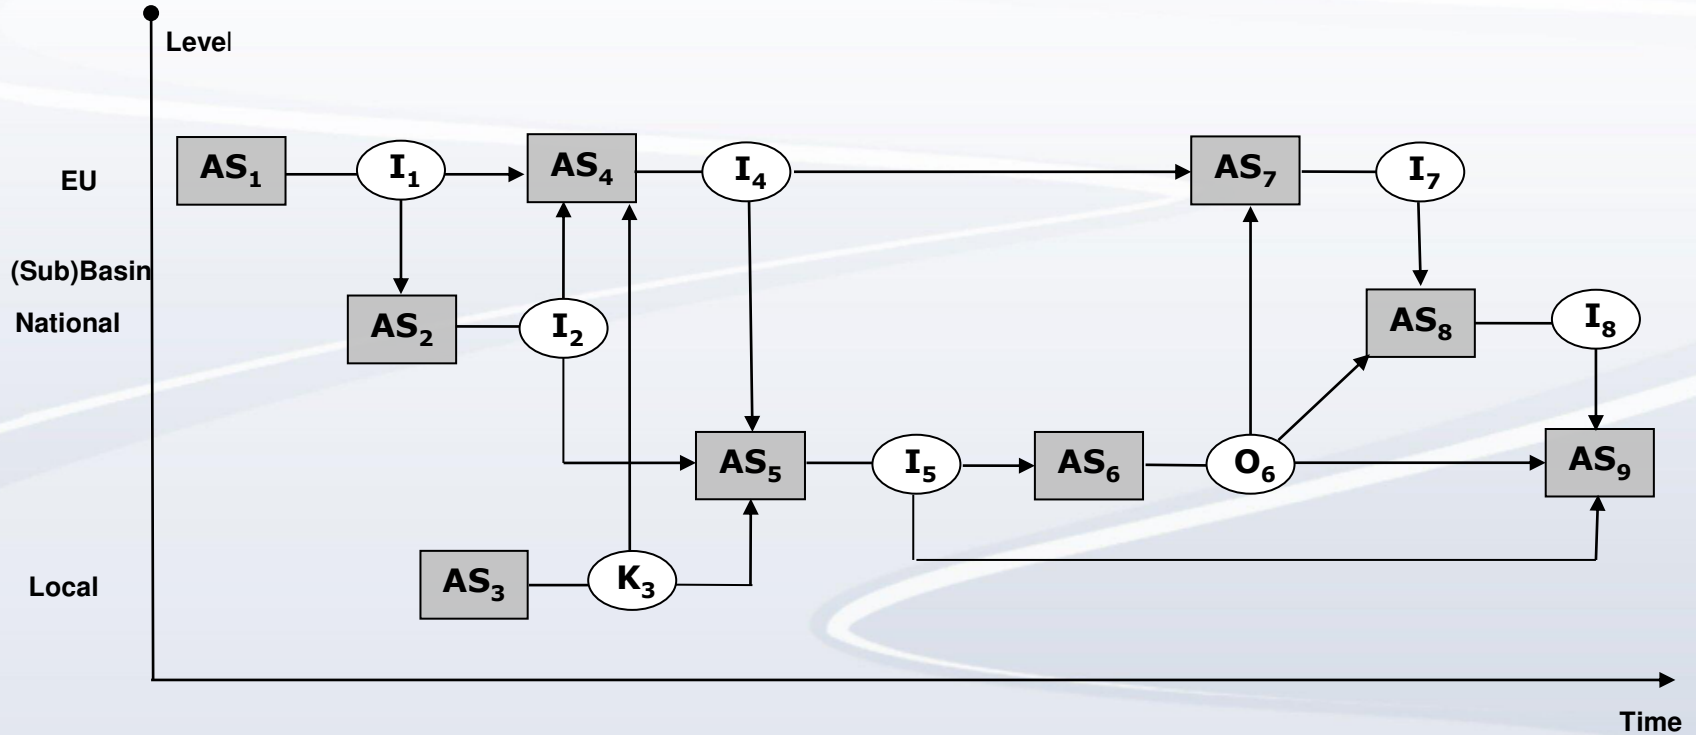 Level
EU
AS₁ I₁ AS₄ I₄ AS₇ I₇
(Sub)Basin
National
AS₂ I₂ AS₈ I₈
AS₅ I₅ AS₆ O₆ AS₉
Local
AS₃ K₃
Time